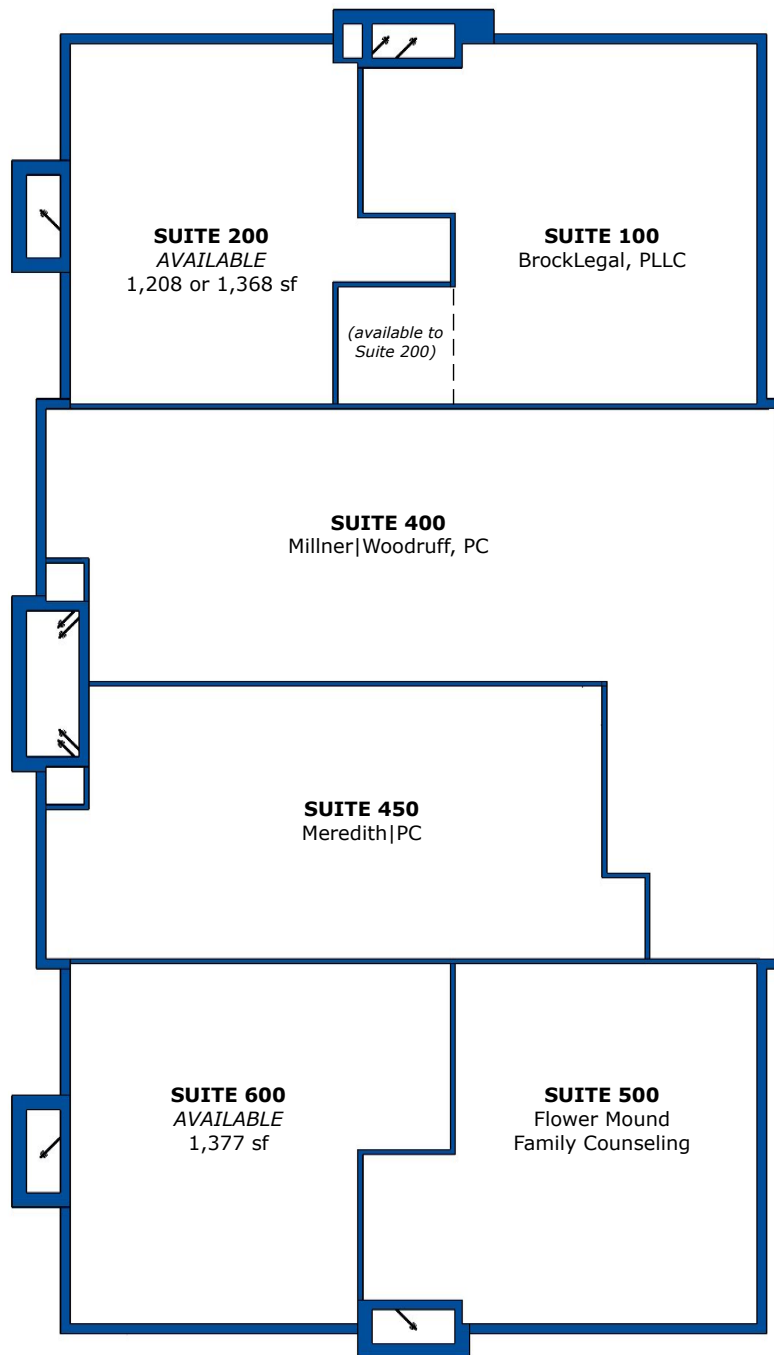 SUITE 200
AVAILABLE
1,208 or 1,368 sf
SUITE 100
BrockLegal, PLLC
(available to
Suite 200)
SUITE 400
Millner|Woodruff, PC
SUITE 450
Meredith|PC
SUITE 600
AVAILABLE
1,377 sf
SUITE 500
Flower Mound
Family Counseling